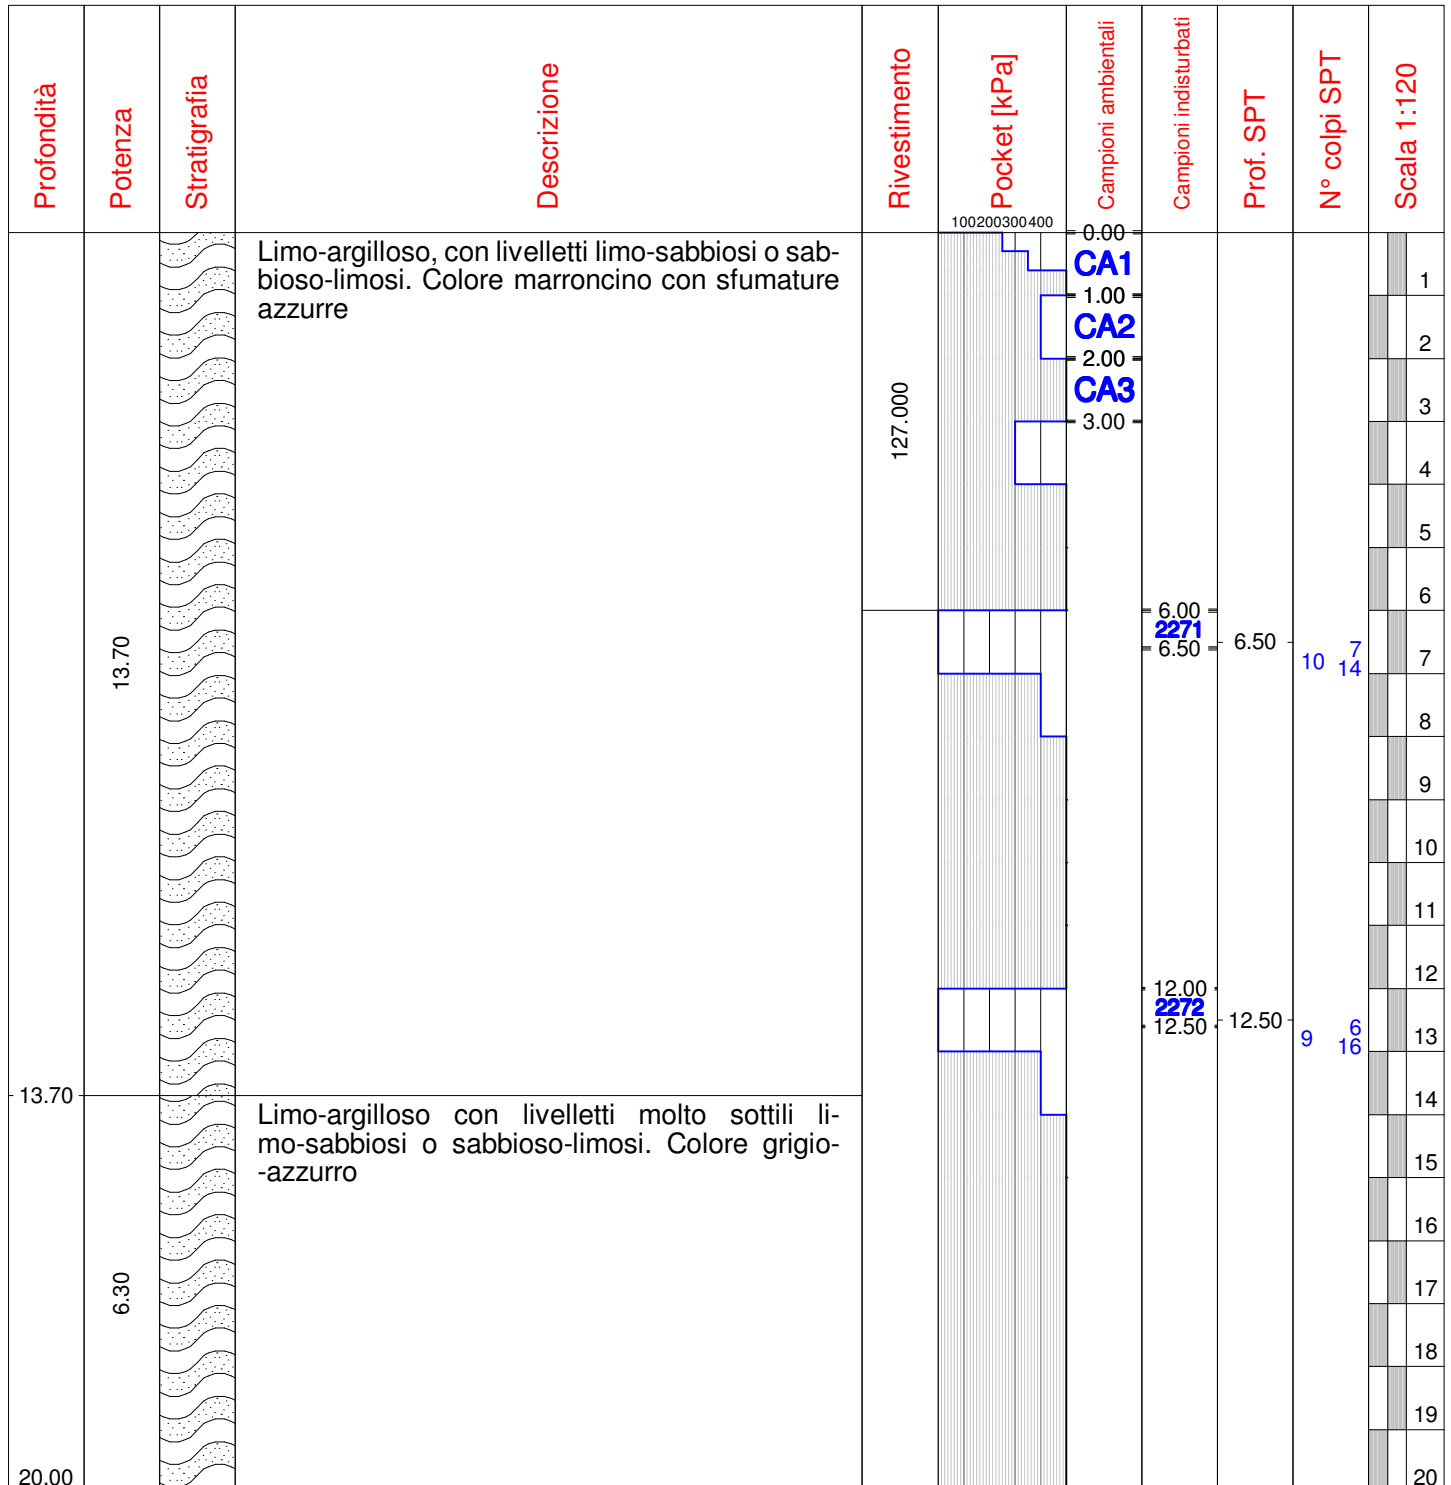 Profondità
Potenza
Stratigrafia
Descrizione
Rivestimento
Pocket [kPa]
Campioni ambientali
Campioni indisturbati
Prof. SPT
N° colpi SPT
Scala 1:120
100 200 300 400
0.00
Limo-argilloso, con livelletti limo-sabbiosi o sab-
bioso-limosi. Colore marroncino con sfumature
azzurre
CA1
1
1.00
CA2
2
2.00
CA3
3
127.000
3.00
4
5
6
6.00
2271
6.50
6.50
7
10 14
7
13.70
8
9
10
11
12
12.00
2272
12.50
12.50
6
9 16
13
13.70
14
Limo-argilloso con livelletti molto sottili li-
mo-sabbiosi o sabbioso-limosi. Colore grigio-
-azzurro
15
16
6.30
17
18
19
20.00
20